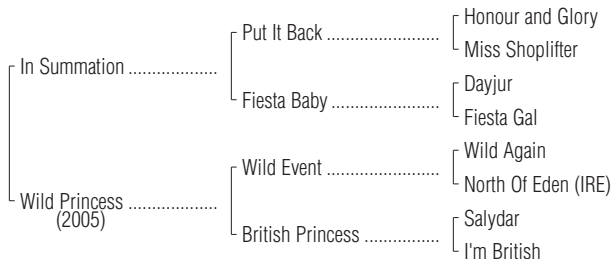 Honour and Glory
Put It Back ......................
Miss Shoplifter
In Summation ..................
Dayjur
Fiesta Baby .....................
Fiesta Gal
Wild Again
Wild Event ......................
North Of Eden (IRE)
Wild Princess ..................
(2005)
Salydar
British Princess ...............
I'm British